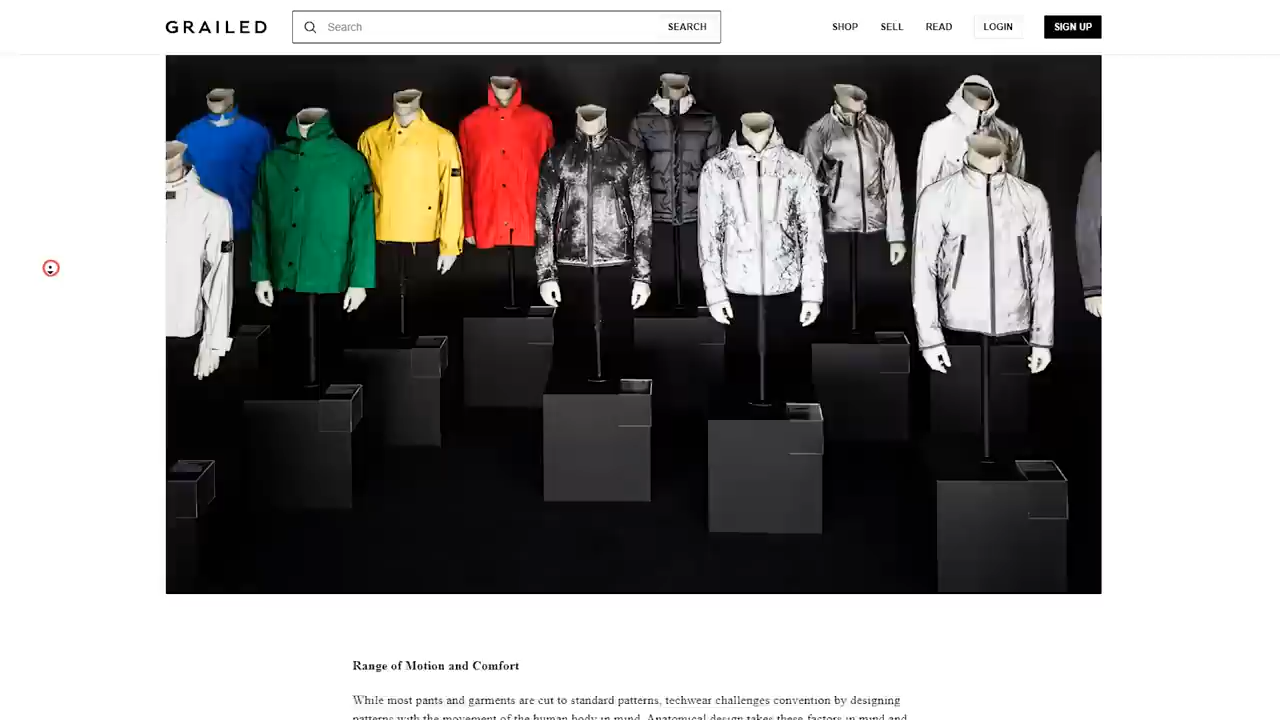 GRAILED
Search
SEARCH
SHOP
SELL
READ
LOGIN
SIGN UP
Range of Motion and Comfort
While most pants and garments are cut to standard patterns, techwear challenges convention by designing
patterns with the movement of the human body in mind. Anatomical design takes these factors in mind and